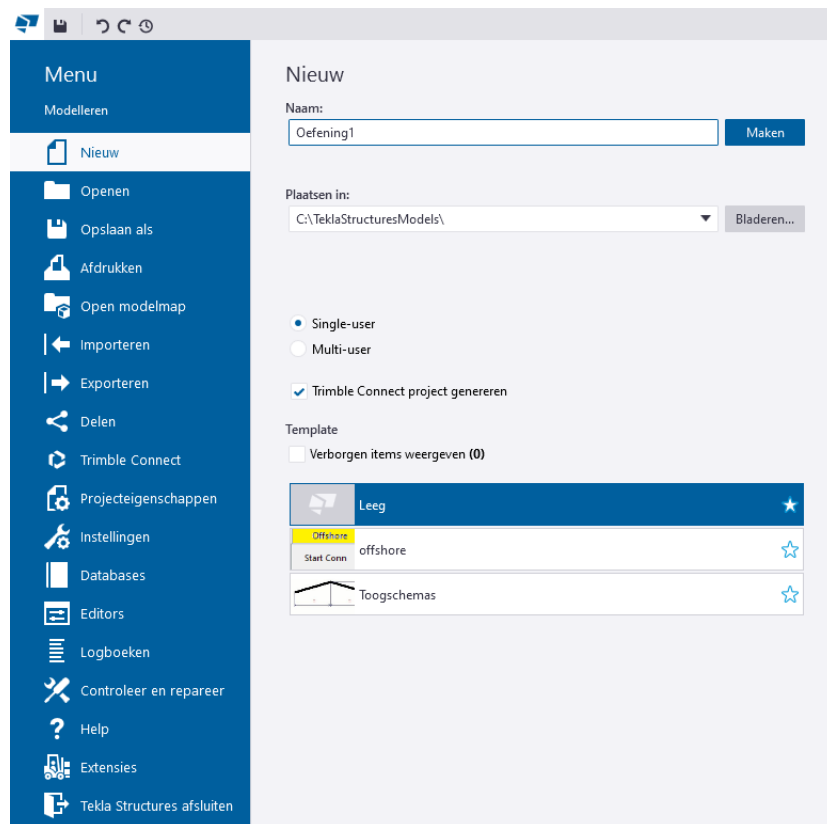 Menu
Modelleren
Nieuw
Openen
Opslaan als
Afdrukken
Open modelmap
Importeren
Exporteren
Delen
Trimble Connect
Projecteigenschappen
Instellingen
Databases
Editors
Logboeken
Controleer en repareer
Help
Extensies
Tekla Structures afsluiten
Nieuw
Naam:
Oefening1
Maken
Plaatsen in:
C:\TeklaStructuresModels\
Bladeren...
Single-user
Multi-user
Trimble Connect project genereren
Template
Verborgen items weergeven (0)
Leeg
Offshore
Start Conn
offshore
Toogschemas